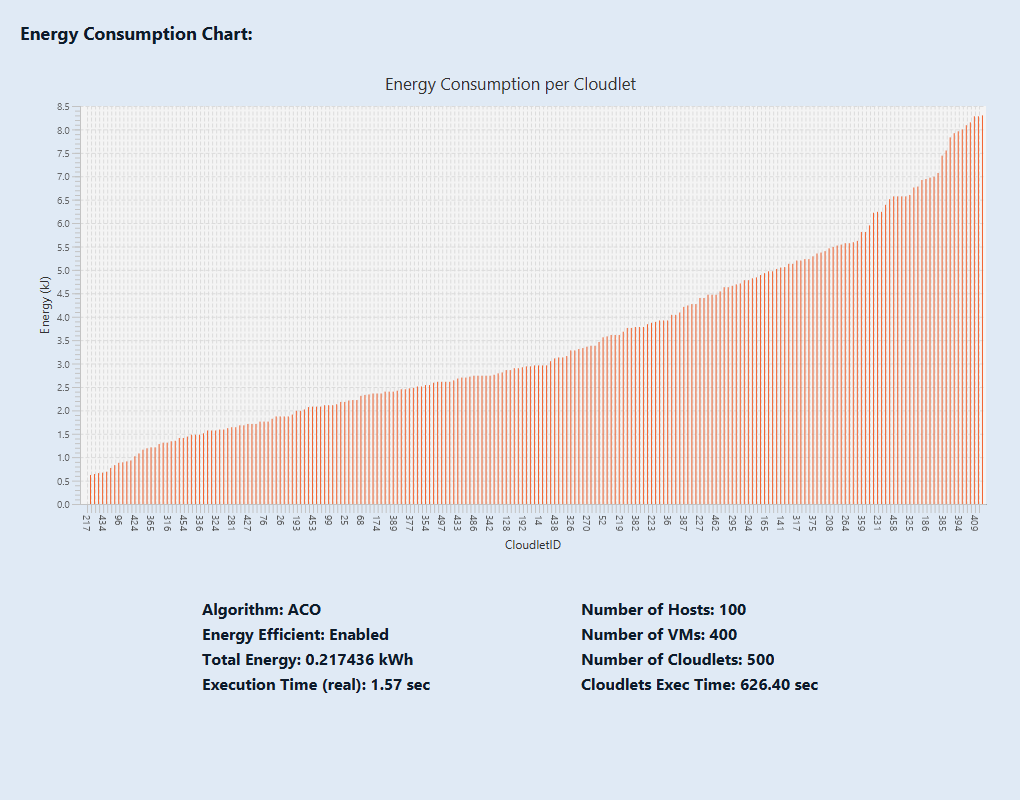 Energy Consumption Chart:
Energy Consumption per Cloudlet
8.5
8.0
7.5
7.0
6.5
6.0
5.5
5.0
4.5
4.0
3.5
3.0
2.5
2.0
1.5
1.0
0.5
0.0
Energy (kJ)
217 434 96 424 365 316 454 336 324 281 427 76 26 193 453 99 25 68 174 389 377 354 497 433 486 342 128 192 14 438 326 270 52 219 382 223 36 387 227 462 295 294 165 141 317 375 208 264 359 231 458 325 186 385 394 409
CloudletID
Algorithm: ACO
Energy Efficient: Enabled
Total Energy: 0.217436 kWh
Execution Time (real): 1.57 sec
Number of Hosts: 100
Number of VMs: 400
Number of Cloudlets: 500
Cloudlets Exec Time: 626.40 sec